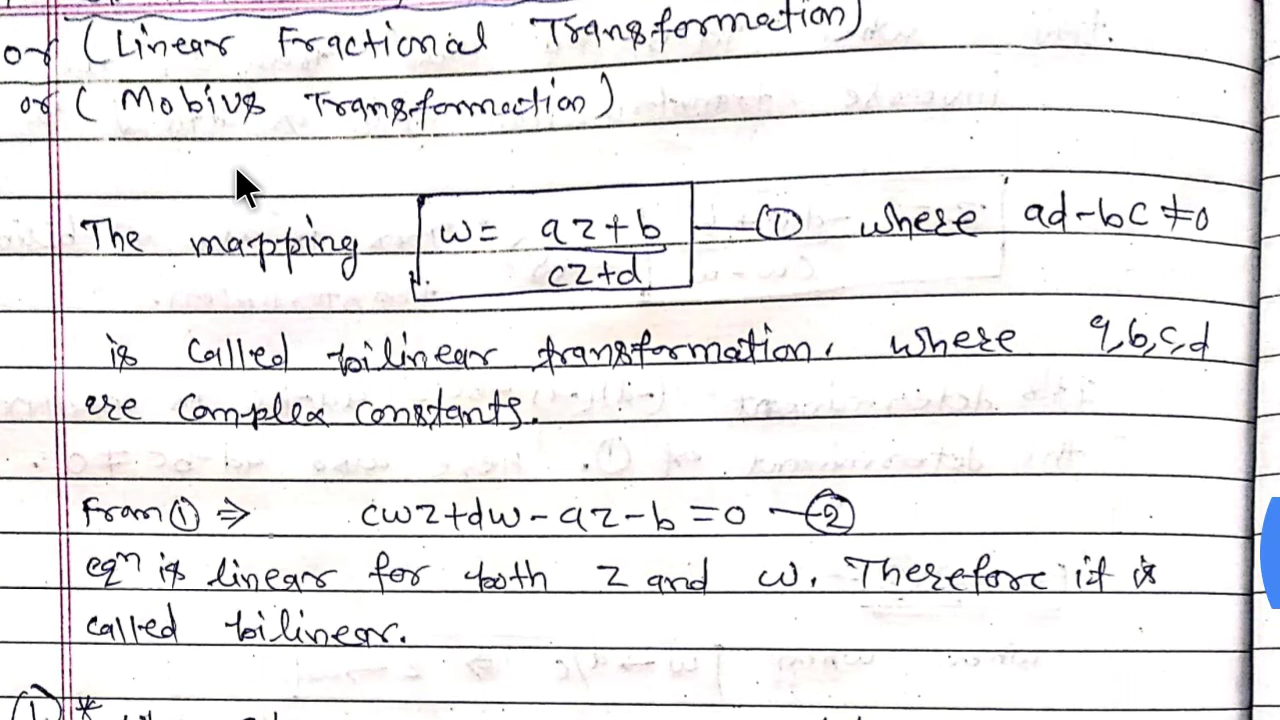 or (Linear Fractional Transformation)
or (Mobius Transformation)
The mapping w = az+b / cz+d — ① where ad-bc ≠ 0
is called bilinear transformation. where a,b,c,d
are complex constants.
From ① ⇒ cwz+dw-az-b=0 — ②
eqn is linear for both z and w. Therefore it is
called bilinear.
① *